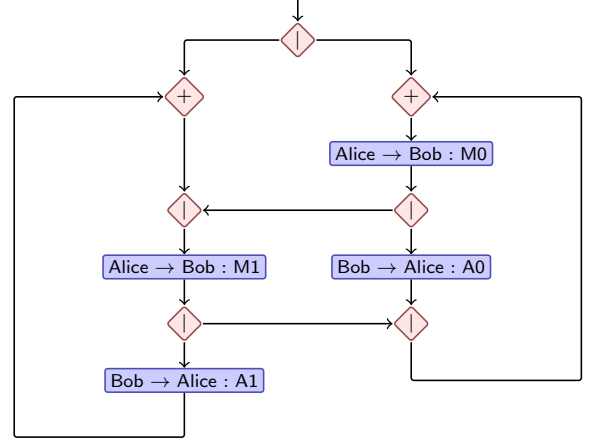 |
+
+
Alice → Bob : M0
|
|
Alice → Bob : M1
Bob → Alice : A0
|
|
Bob → Alice : A1